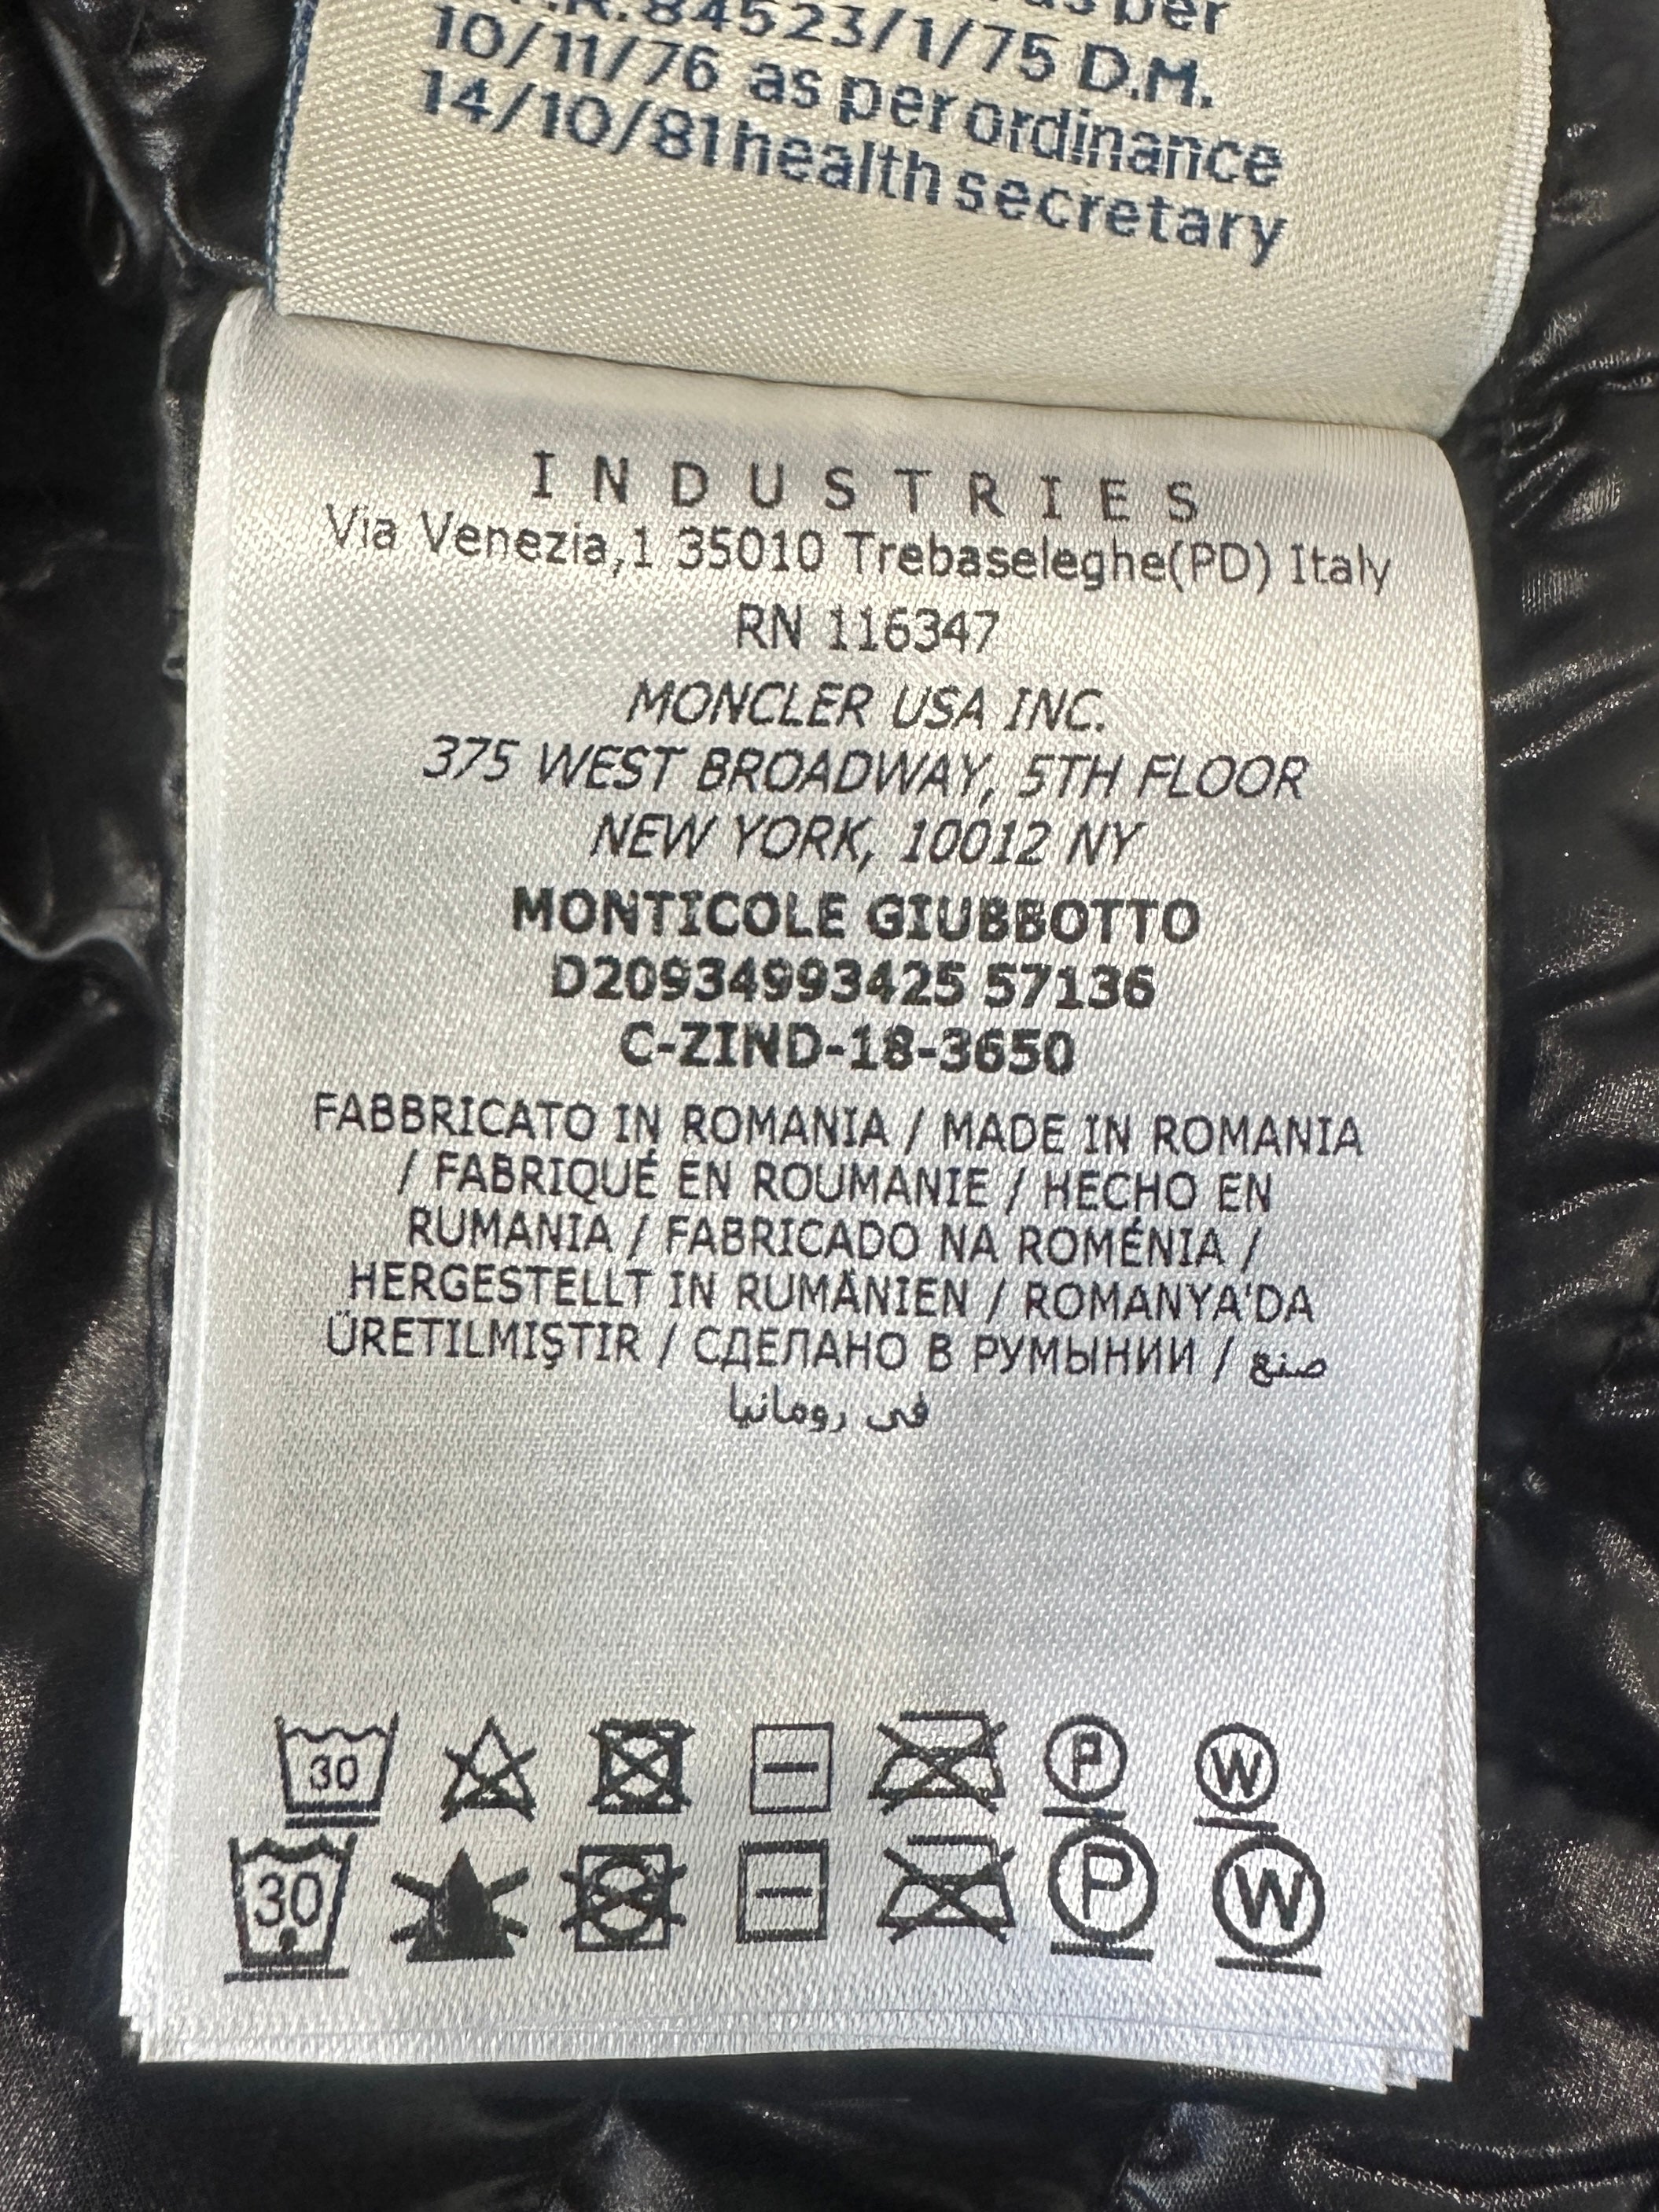 as per
R.84523/1/75 D.M.
10/11/76 as per ordinance
14/10/81 health secretary
INDUSTRIES
Via Venezia,1 35010 Trebaseleghe(PD) Italy
RN 116347
MONCLER USA INC.
375 WEST BROADWAY, 5TH FLOOR
NEW YORK, 10012 NY
MONTICOLE GIUBBOTTO
D20934993425 57136
C-ZIND-18-3650
FABBRICATO IN ROMANIA / MADE IN ROMANIA
/ FABRIQUÉ EN ROUMANIE / HECHO EN
RUMANIA / FABRICADO NA ROMÉNIA /
HERGESTELLT IN RUMÄNIEN / ROMANYA'DA
ÜRETILMIŞTIR / СДЕЛАНО В РУМЫНИИ / صنع
في رومانيا
30 P W
30 P W